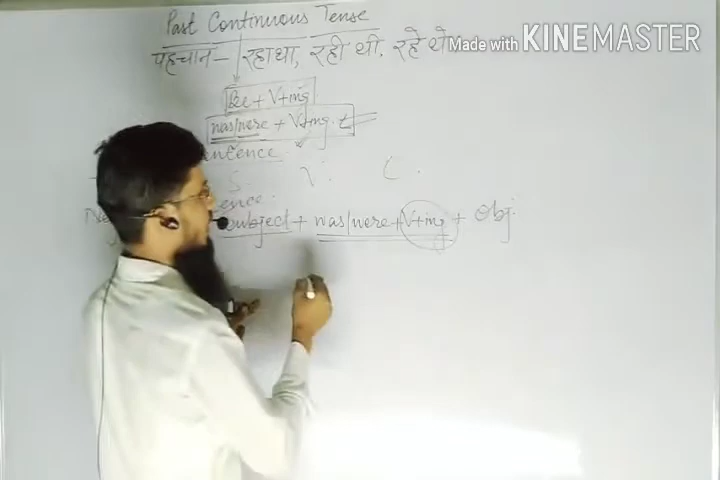 Past Continuous Tense
पहचान - रहा था, रही थी, रहे थे
Made with KINEMASTER
Be + V+ing
was/were + V+ing
S. V. C.
Subject + was/were + V+ing + Obj.